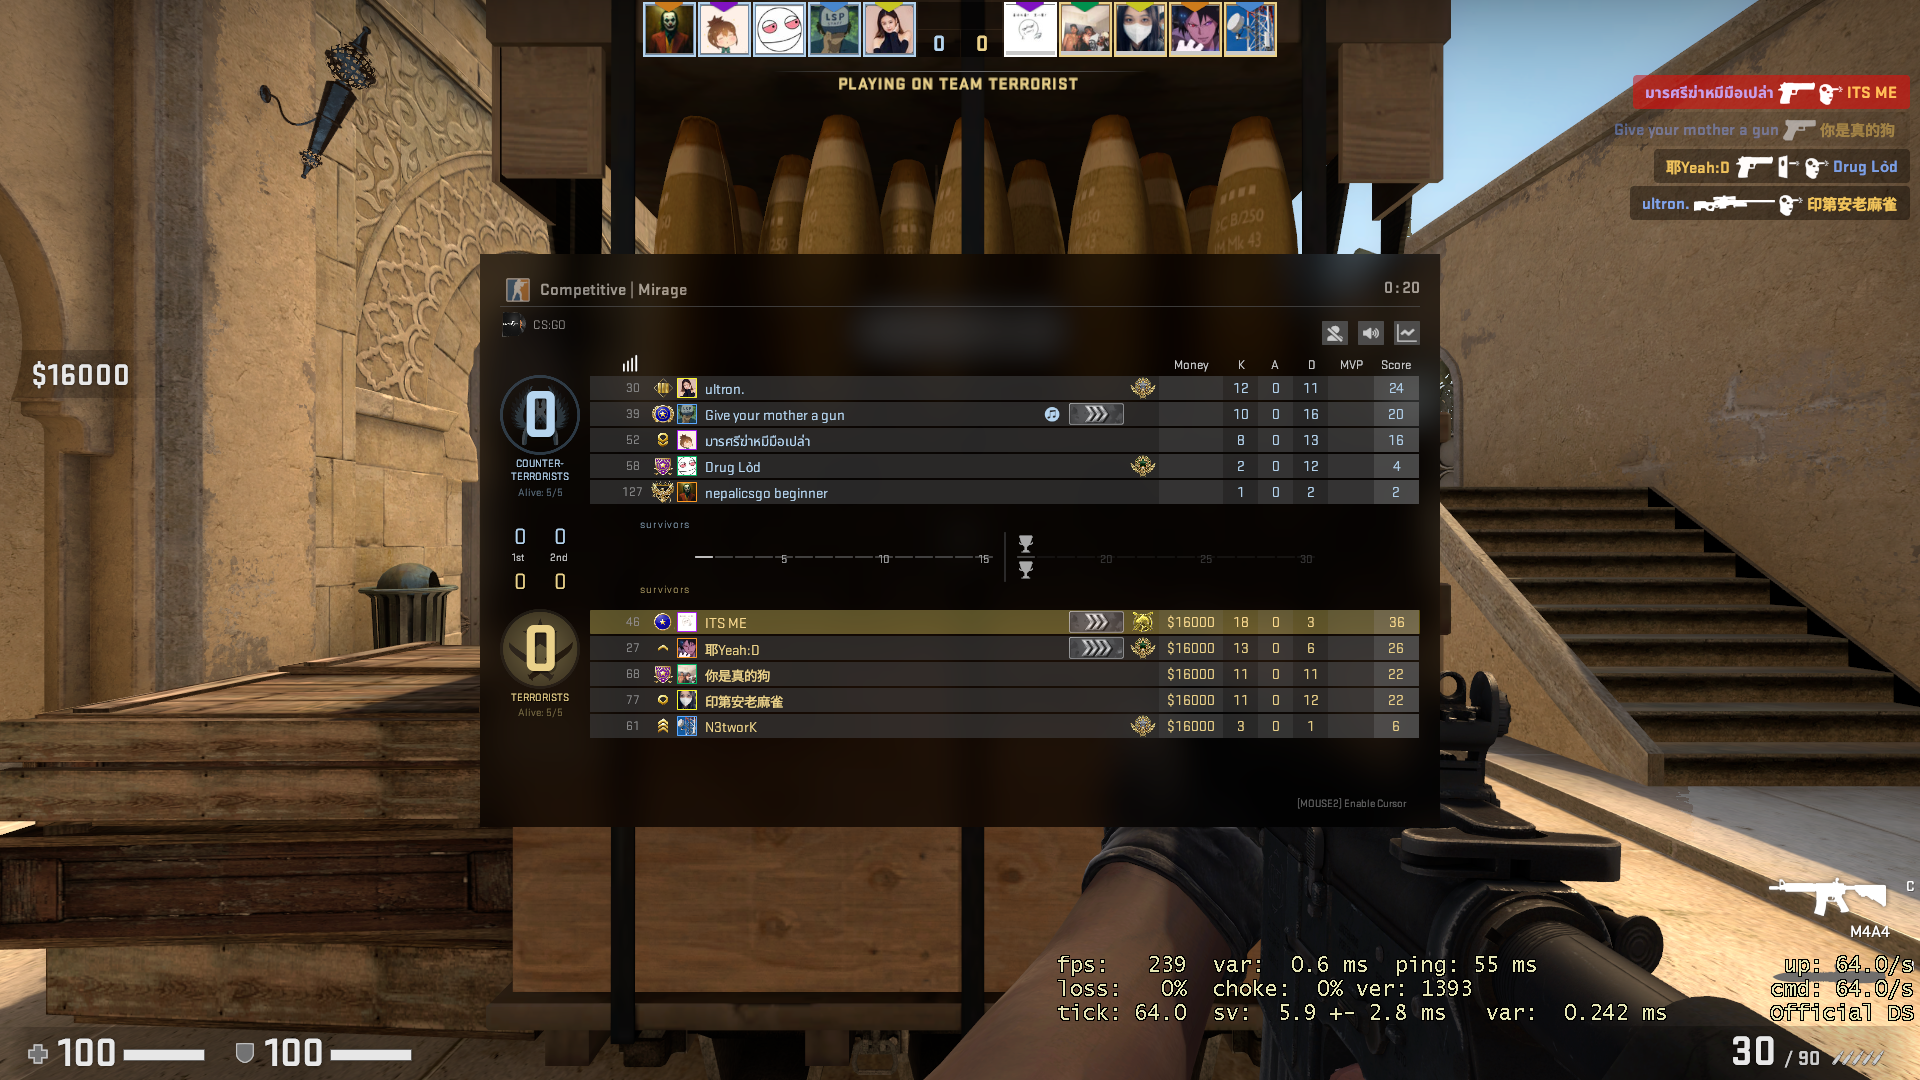 0 0
PLAYING ON TEAM TERRORIST
มารศรีฆ่าหมีมือเปล่า ITS ME
Give your mother a gun 你是真的狗
耶Yeah:D Drug Lỏd
ultron. 印第安老麻雀
$16000
Competitive | Mirage 0:20
CS:GO
Money K A D MVP Score
30 ultron. 12 0 11 24
39 Give your mother a gun 10 0 16 20
52 มารศรีฆ่าหมีมือเปล่า 8 0 13 16
58 Drug Lỏd 2 0 12 4
127 nepalicsgo beginner 1 0 2 2
0
COUNTER-
TERRORISTS
Alive: 5/5
survivors
0 0
1st 2nd
0 0
5 10 15 20 25 30
survivors
46 ITS ME $16000 18 0 3 36
27 耶Yeah:D $16000 13 0 6 26
68 你是真的狗 $16000 11 0 11 22
77 印第安老麻雀 $16000 11 0 12 22
61 N3tworK $16000 3 0 1 6
0
TERRORISTS
Alive: 5/5
[MOUSE2] Enable Cursor
C
M4A4
fps: 239 var: 0.6 ms ping: 55 ms up: 64.0/s
loss: 0% choke: 0% ver: 1393 cmd: 64.0/s
tick: 64.0 sv: 5.9 +- 2.8 ms var: 0.242 ms Official DS
100 100
30 / 90